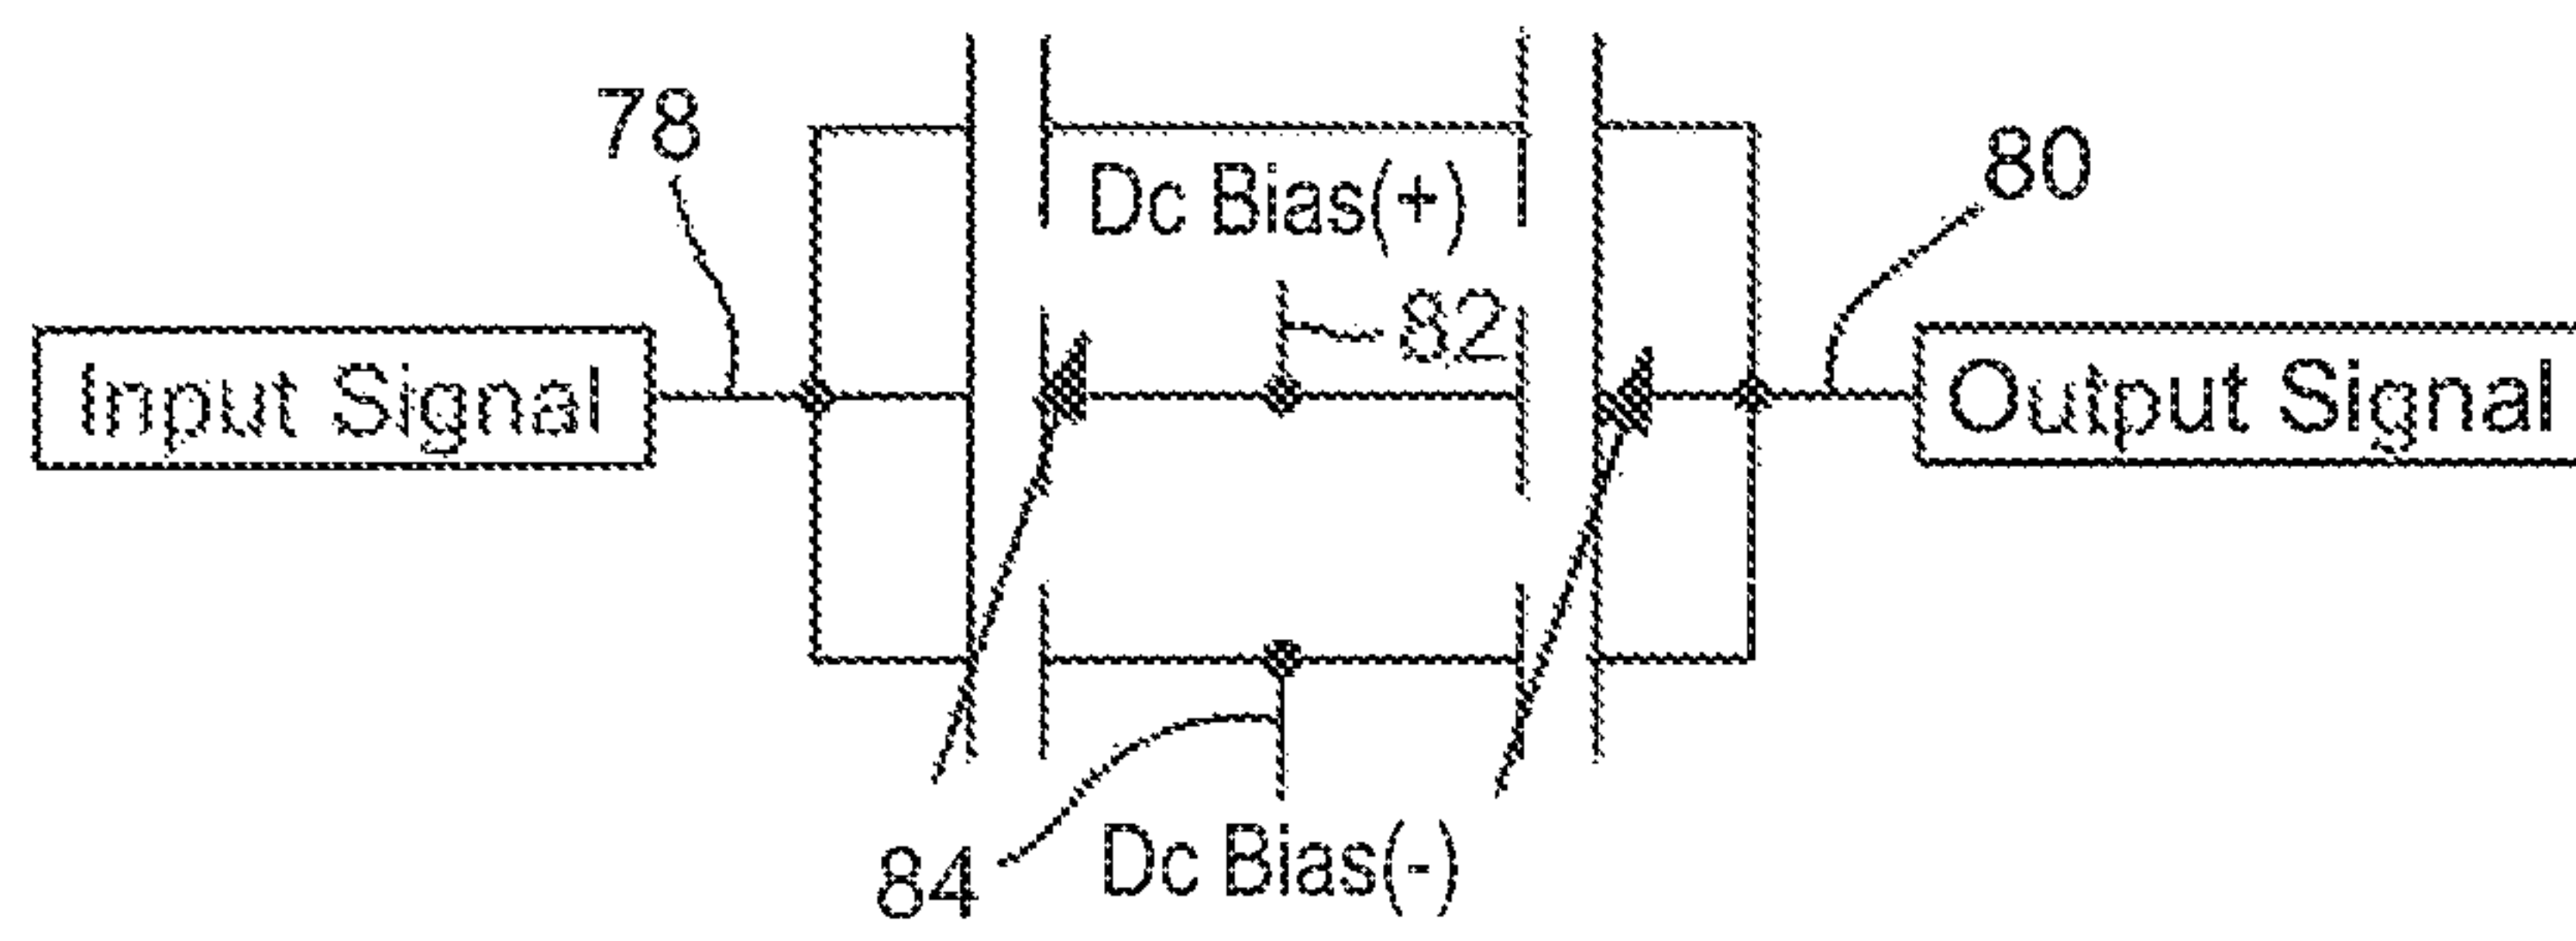 78
80
Dc Bias(+)
82
Input Signal
Output Signal
84
Dc Bias(-)